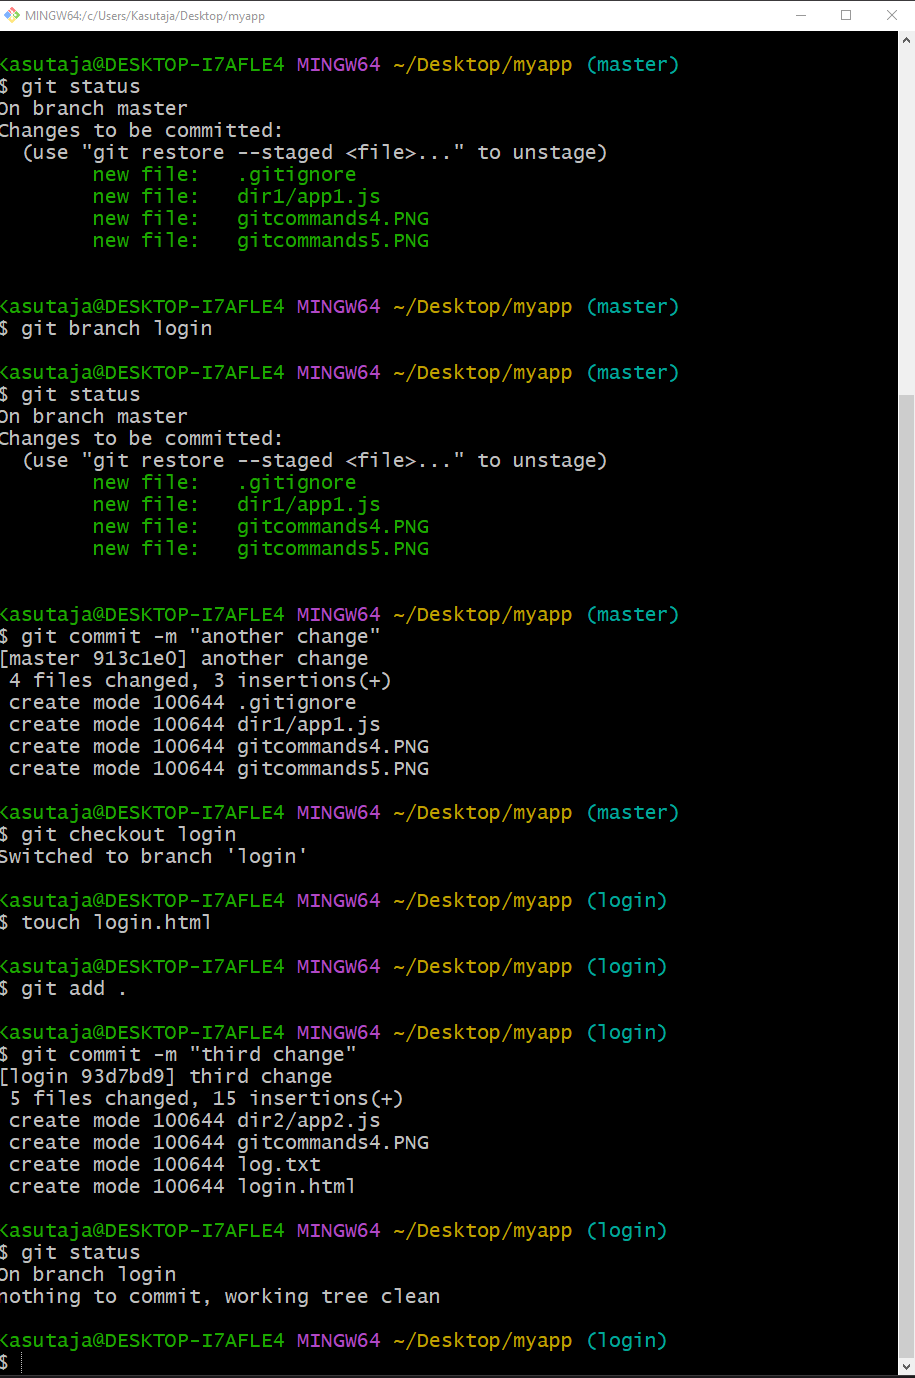 MINGW64:/c/Users/Kasutaja/Desktop/myapp
Kasutaja@DESKTOP-I7AFLE4 MINGW64 ~/Desktop/myapp (master)
$ git status
On branch master
Changes to be committed:
  (use "git restore --staged <file>..." to unstage)
        new file:   .gitignore
        new file:   dir1/app1.js
        new file:   gitcommands4.PNG
        new file:   gitcommands5.PNG
Kasutaja@DESKTOP-I7AFLE4 MINGW64 ~/Desktop/myapp (master)
$ git branch login
Kasutaja@DESKTOP-I7AFLE4 MINGW64 ~/Desktop/myapp (master)
$ git status
On branch master
Changes to be committed:
  (use "git restore --staged <file>..." to unstage)
        new file:   .gitignore
        new file:   dir1/app1.js
        new file:   gitcommands4.PNG
        new file:   gitcommands5.PNG
Kasutaja@DESKTOP-I7AFLE4 MINGW64 ~/Desktop/myapp (master)
$ git commit -m "another change"
[master 913c1e0] another change
 4 files changed, 3 insertions(+)
 create mode 100644 .gitignore
 create mode 100644 dir1/app1.js
 create mode 100644 gitcommands4.PNG
 create mode 100644 gitcommands5.PNG
Kasutaja@DESKTOP-I7AFLE4 MINGW64 ~/Desktop/myapp (master)
$ git checkout login
Switched to branch 'login'
Kasutaja@DESKTOP-I7AFLE4 MINGW64 ~/Desktop/myapp (login)
$ touch login.html
Kasutaja@DESKTOP-I7AFLE4 MINGW64 ~/Desktop/myapp (login)
$ git add .
Kasutaja@DESKTOP-I7AFLE4 MINGW64 ~/Desktop/myapp (login)
$ git commit -m "third change"
[login 93d7bd9] third change
 5 files changed, 15 insertions(+)
 create mode 100644 dir2/app2.js
 create mode 100644 gitcommands4.PNG
 create mode 100644 log.txt
 create mode 100644 login.html
Kasutaja@DESKTOP-I7AFLE4 MINGW64 ~/Desktop/myapp (login)
$ git status
On branch login
nothing to commit, working tree clean
Kasutaja@DESKTOP-I7AFLE4 MINGW64 ~/Desktop/myapp (login)
$